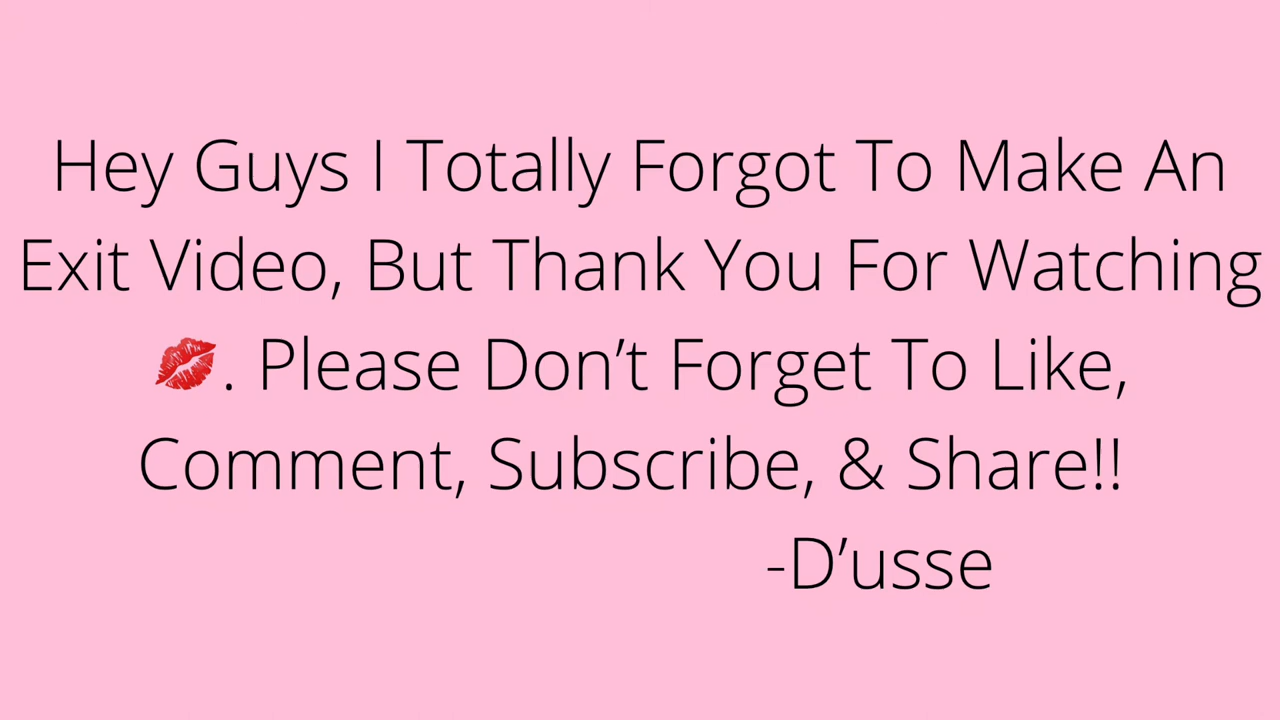 Hey Guys I Totally Forgot To Make An
Exit Video, But Thank You For Watching
💋. Please Don’t Forget To Like,
Comment, Subscribe, & Share!!
-D’usse